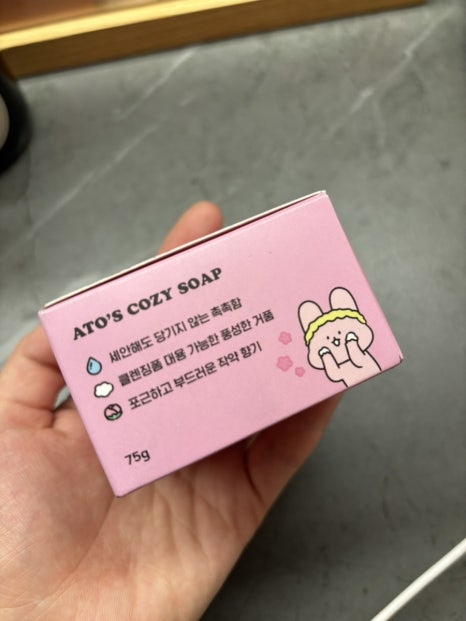 ATO'S COZY SOAP
세안해도 당기지 않는 촉촉함
클렌징폼 대용 가능한 풍성한 거품
포근하고 부드러운 작약 향기
75g